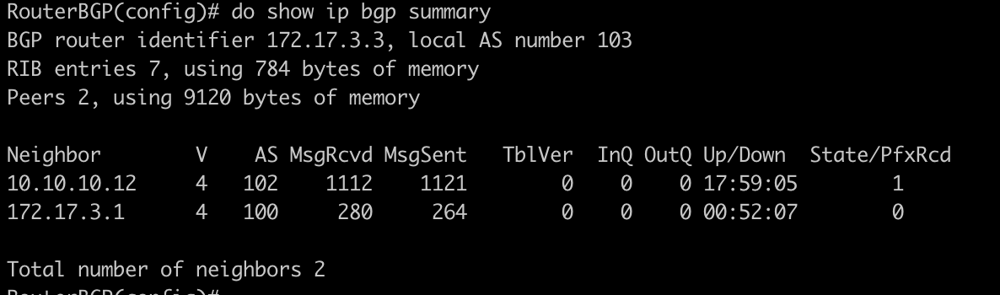 RouterBGP(config)# do show ip bgp summary
BGP router identifier 172.17.3.3, local AS number 103
RIB entries 7, using 784 bytes of memory
Peers 2, using 9120 bytes of memory
Neighbor V AS MsgRcvd MsgSent TblVer InQ OutQ Up/Down State/PfxRcd
10.10.10.12 4 102 1112 1121 0 0 0 17:59:05 1
172.17.3.1 4 100 280 264 0 0 0 00:52:07 0
Total number of neighbors 2
RouterBGP(config)#